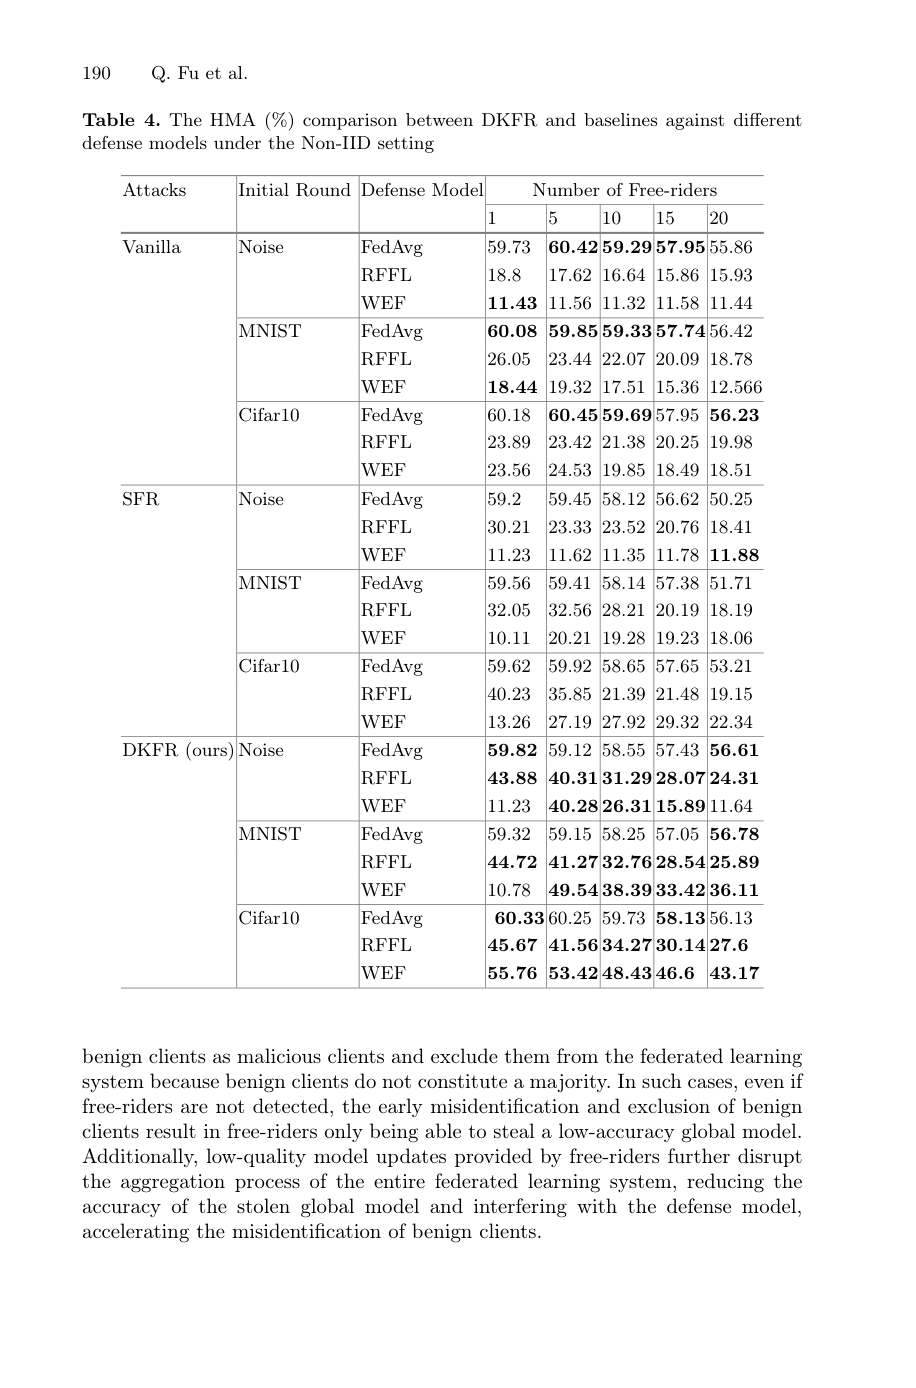 190 Q. Fu et al.
Table 4. The HMA (%) comparison between DKFR and baselines against different
defense models under the Non-IID setting
Attacks Initial Round Defense Model Number of Free-riders
1 5 10 15 20
Vanilla Noise FedAvg 59.73 60.42 59.29 57.95 55.86
RFFL 18.8 17.62 16.64 15.86 15.93
WEF 11.43 11.56 11.32 11.58 11.44
MNIST FedAvg 60.08 59.85 59.33 57.74 56.42
RFFL 26.05 23.44 22.07 20.09 18.78
WEF 18.44 19.32 17.51 15.36 12.566
Cifar10 FedAvg 60.18 60.45 59.69 57.95 56.23
RFFL 23.89 23.42 21.38 20.25 19.98
WEF 23.56 24.53 19.85 18.49 18.51
SFR Noise FedAvg 59.2 59.45 58.12 56.62 50.25
RFFL 30.21 23.33 23.52 20.76 18.41
WEF 11.23 11.62 11.35 11.78 11.88
MNIST FedAvg 59.56 59.41 58.14 57.38 51.71
RFFL 32.05 32.56 28.21 20.19 18.19
WEF 10.11 20.21 19.28 19.23 18.06
Cifar10 FedAvg 59.62 59.92 58.65 57.65 53.21
RFFL 40.23 35.85 21.39 21.48 19.15
WEF 13.26 27.19 27.92 29.32 22.34
DKFR (ours) Noise FedAvg 59.82 59.12 58.55 57.43 56.61
RFFL 43.88 40.31 31.29 28.07 24.31
WEF 11.23 40.28 26.31 15.89 11.64
MNIST FedAvg 59.32 59.15 58.25 57.05 56.78
RFFL 44.72 41.27 32.76 28.54 25.89
WEF 10.78 49.54 38.39 33.42 36.11
Cifar10 FedAvg 60.33 60.25 59.73 58.13 56.13
RFFL 45.67 41.56 34.27 30.14 27.6
WEF 55.76 53.42 48.43 46.6 43.17
benign clients as malicious clients and exclude them from the federated learning
system because benign clients do not constitute a majority. In such cases, even if
free-riders are not detected, the early misidentification and exclusion of benign
clients result in free-riders only being able to steal a low-accuracy global model.
Additionally, low-quality model updates provided by free-riders further disrupt
the aggregation process of the entire federated learning system, reducing the
accuracy of the stolen global model and interfering with the defense model,
accelerating the misidentification of benign clients.